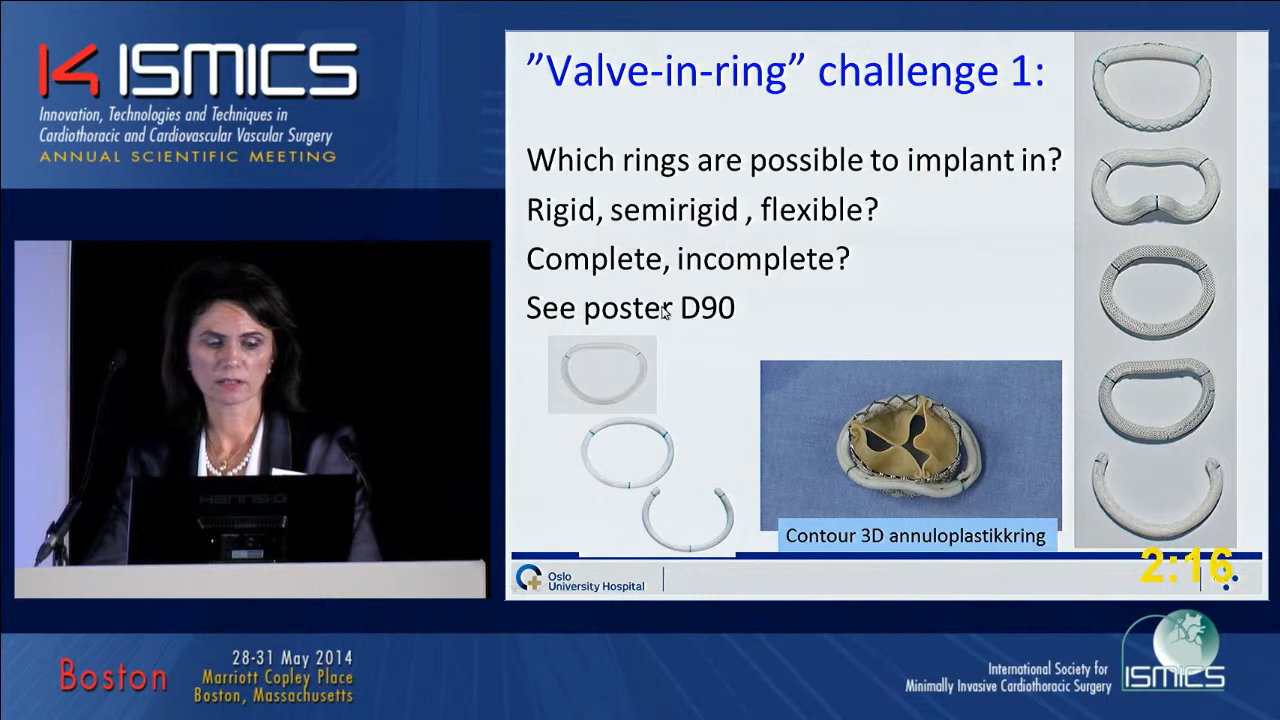 14 ISMICS
Innovation, Technologies and Techniques in
Cardiothoracic and Cardiovascular Vascular Surgery
ANNUAL SCIENTIFIC MEETING
”Valve-in-ring” challenge 1:
Which rings are possible to implant in?
Rigid, semirigid , flexible?
Complete, incomplete?
See poster D90
Contour 3D annuloplastikkring
2:16
Oslo
University Hospital
HANNS.G
Boston
28-31 May 2014
Marriott Copley Place
Boston, Massachusetts
International Society for
Minimally Invasive Cardiothoracic Surgery
ISMICS